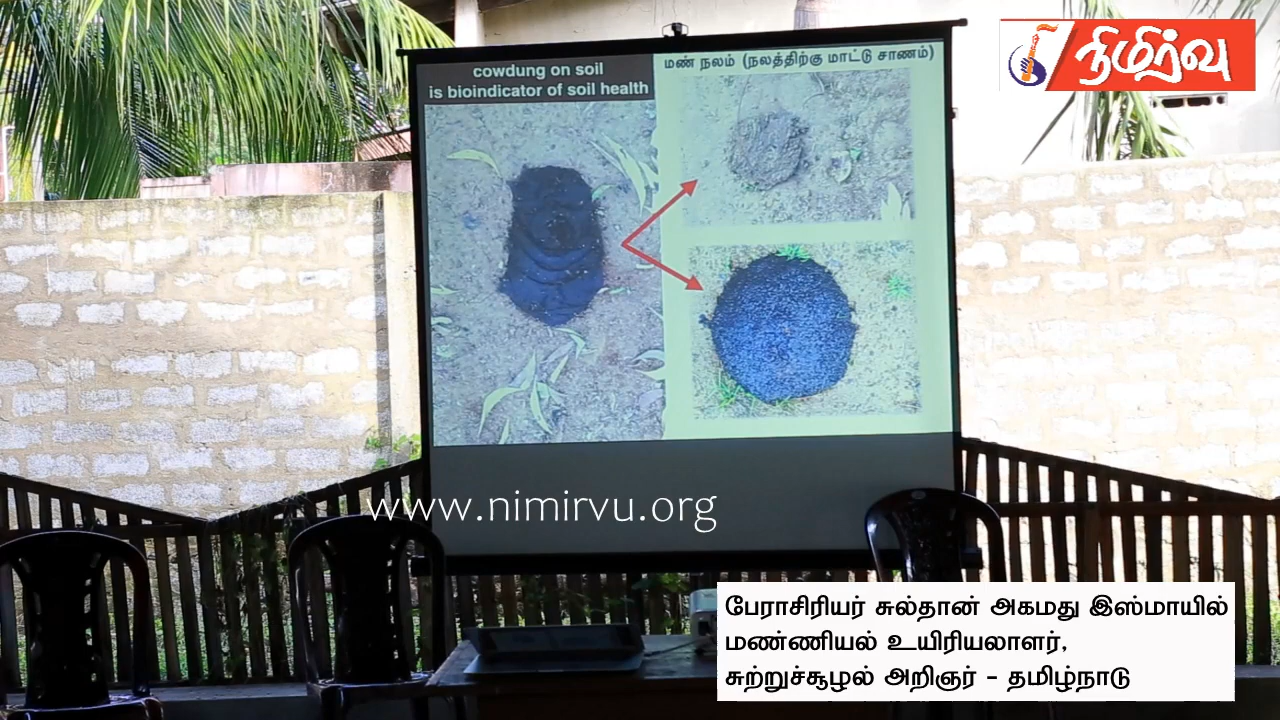 நிமிர்வு
cowdung on soil
is bioindicator of soil health
மண் நலம் (நலத்திற்கு மாட்டு சாணம்)
www.nimirvu.org
பேராசிரியர் சுல்தான் அகமது இஸ்மாயில்
மண்ணியல் உயிரியலாளர்,
சுற்றுச்சூழல் அறிஞர் - தமிழ்நாடு